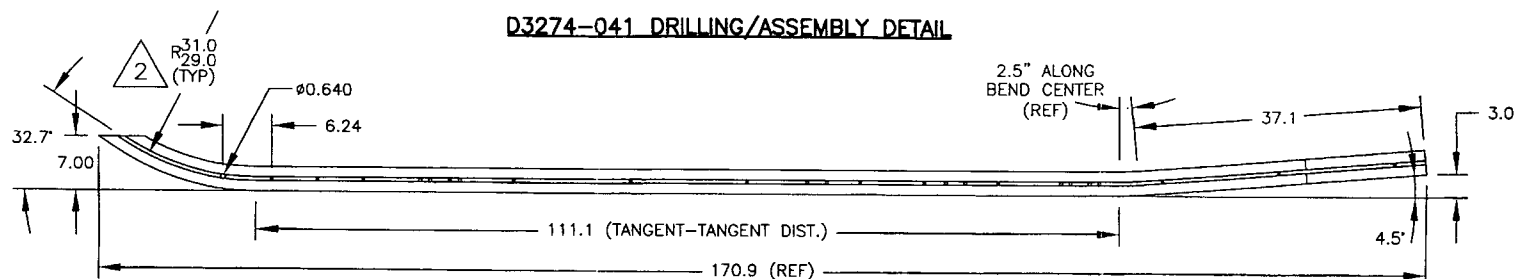 D3274-041 DRILLING/ASSEMBLY DETAIL
2
R31.0
29.0
(TYP)
ø0.640
2.5" ALONG
BEND CENTER
(REF)
37.1
3.0
32.7°
6.24
7.00
111.1 (TANGENT-TANGENT DIST.)
4.5°
170.9 (REF)